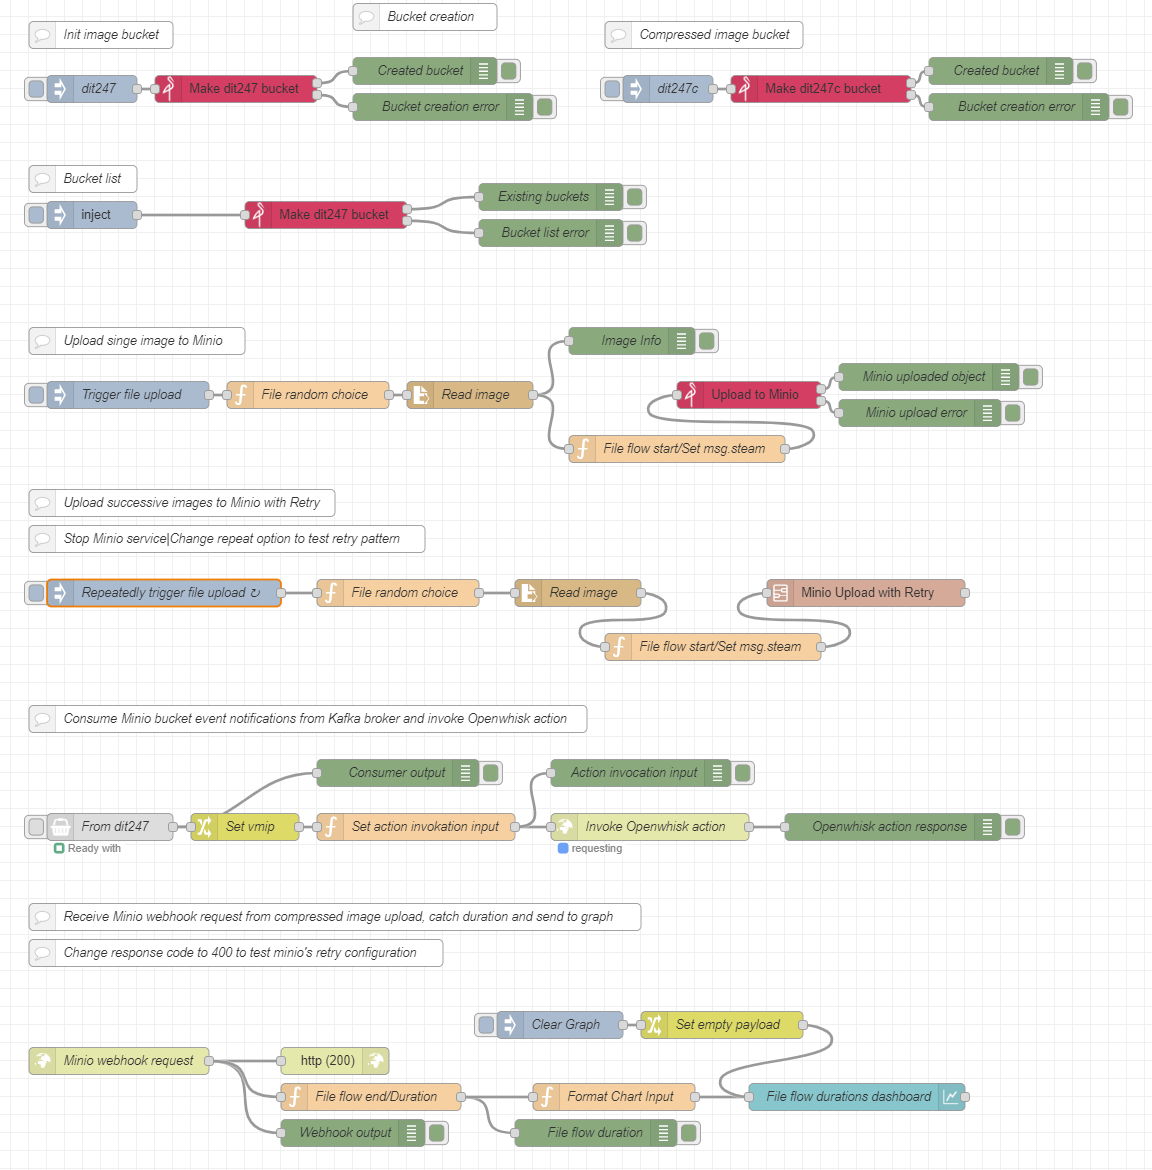 Bucket creation
Init image bucket
Compressed image bucket
Created bucket
Created bucket
dit247
Make dit247 bucket
dit247c
Make dit247c bucket
Bucket creation error
Bucket creation error
Bucket list
Existing buckets
inject
Make dit247 bucket
Bucket list error
Upload singe image to Minio
Image Info
Minio uploaded object
Trigger file upload
File random choice
Read image
Upload to Minio
Minio upload error
File flow start/Set msg.steam
Upload successive images to Minio with Retry
Stop Minio service|Change repeat option to test retry pattern
Repeatedly trigger file upload ↻
File random choice
Read image
Minio Upload with Retry
File flow start/Set msg.steam
Consume Minio bucket event notifications from Kafka broker and invoke Openwhisk action
Consumer output
Action invocation input
From dit247
Set vmip
Set action invokation input
Invoke Openwhisk action
Openwhisk action response
Ready with
requesting
Receive Minio webhook request from compressed image upload, catch duration and send to graph
Change response code to 400 to test minio's retry configuration
Clear Graph
Set empty payload
Minio webhook request
http (200)
File flow end/Duration
Format Chart Input
File flow durations dashboard
Webhook output
File flow duration